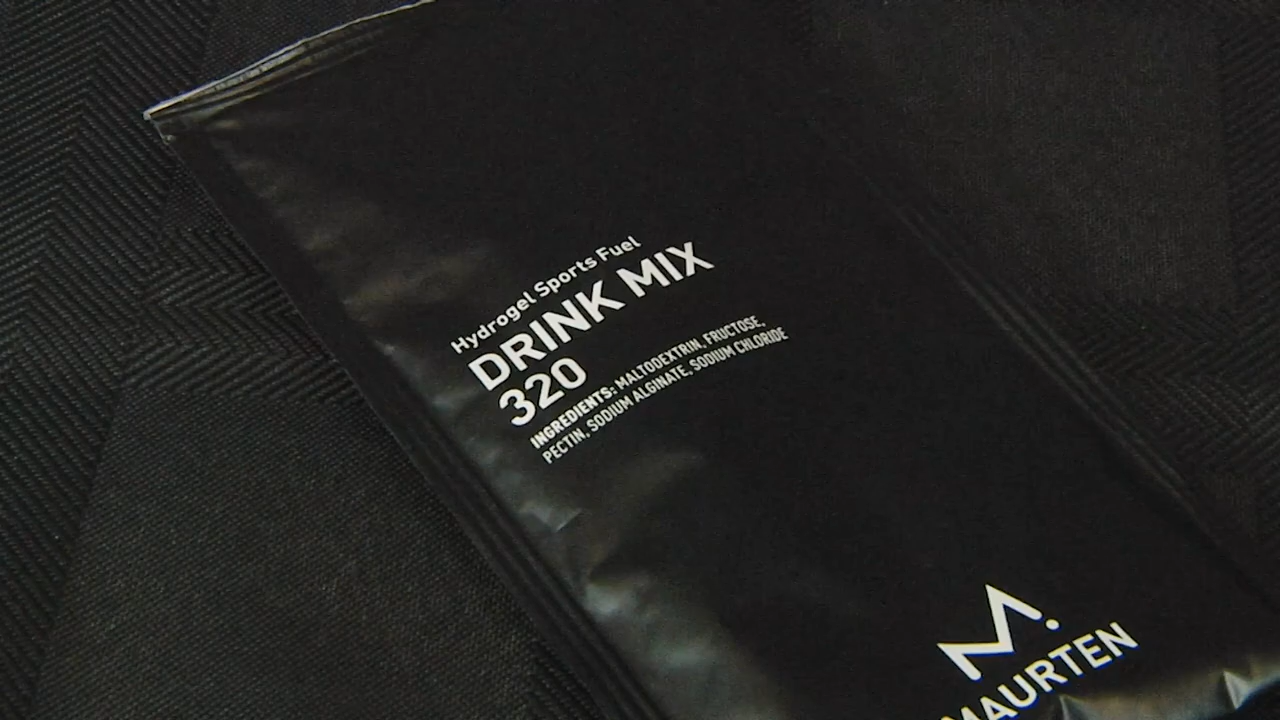 Hydrogel Sports Fuel
DRINK MIX
320
INGREDIENTS: MALTODEXTRIN, FRUCTOSE,
PECTIN, SODIUM ALGINATE, SODIUM CHLORIDE
M.
MAURTEN